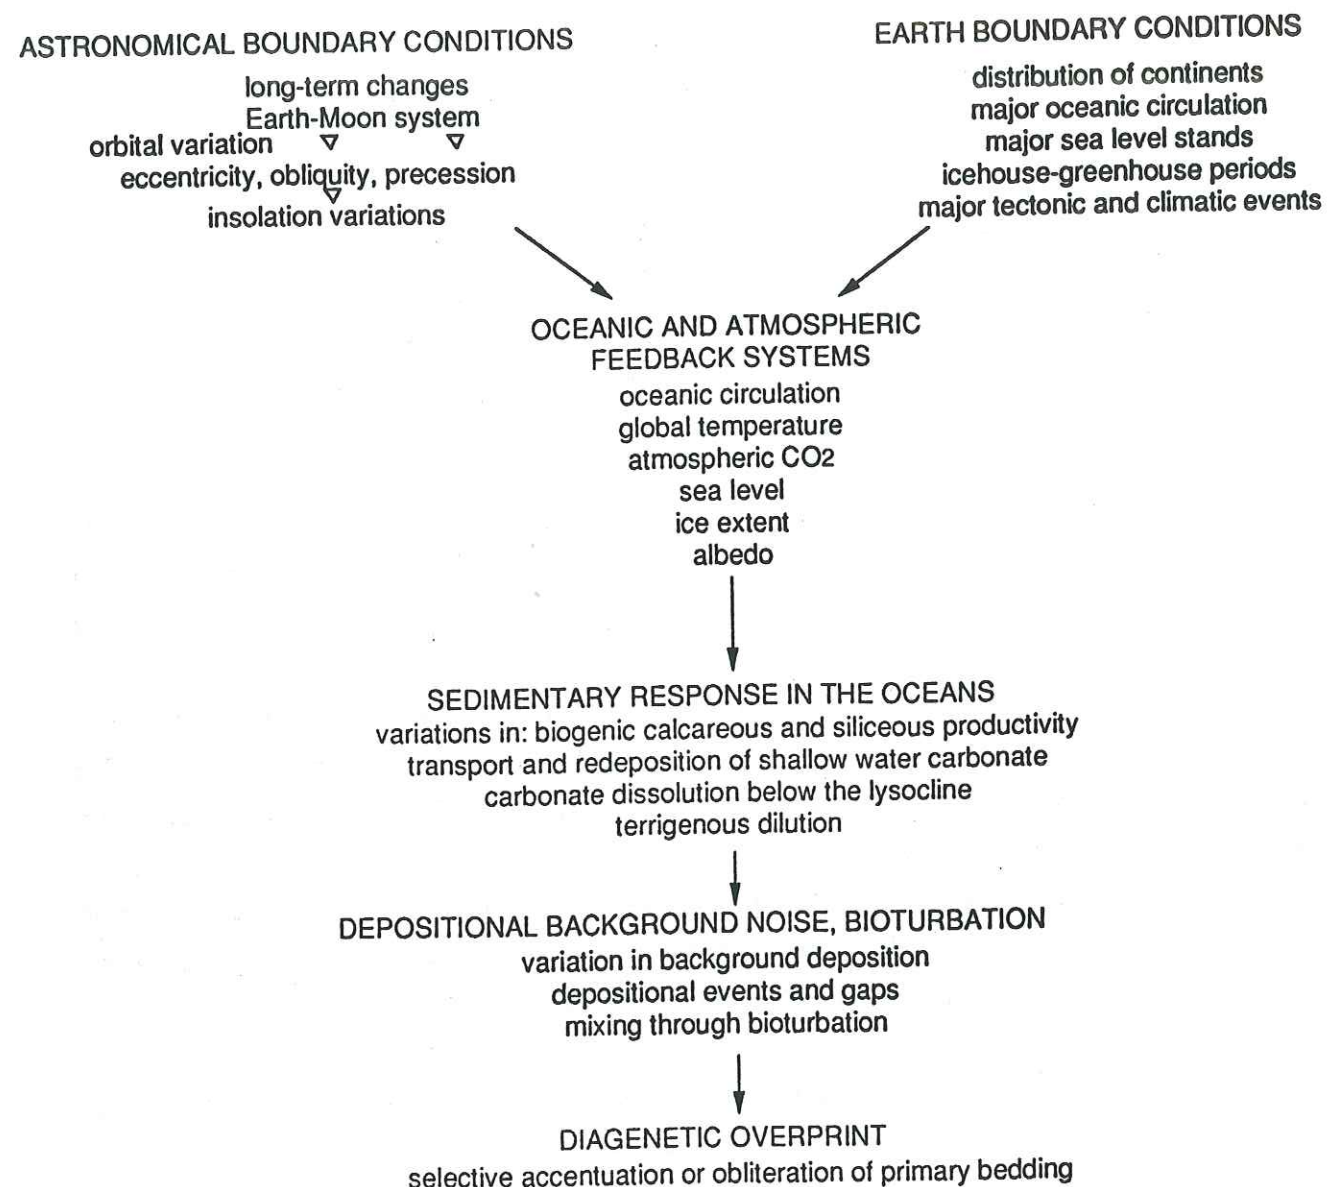 ASTRONOMICAL BOUNDARY CONDITIONS
long-term changes
Earth-Moon system
orbital variation
eccentricity, obliquity, precession
insolation variations
EARTH BOUNDARY CONDITIONS
distribution of continents
major oceanic circulation
major sea level stands
icehouse-greenhouse periods
major tectonic and climatic events
OCEANIC AND ATMOSPHERIC
FEEDBACK SYSTEMS
oceanic circulation
global temperature
atmospheric CO2
sea level
ice extent
albedo
SEDIMENTARY RESPONSE IN THE OCEANS
variations in: biogenic calcareous and siliceous productivity
transport and redeposition of shallow water carbonate
carbonate dissolution below the lysocline
terrigenous dilution
DEPOSITIONAL BACKGROUND NOISE, BIOTURBATION
variation in background deposition
depositional events and gaps
mixing through bioturbation
DIAGENETIC OVERPRINT
selective accentuation or obliteration of primary bedding